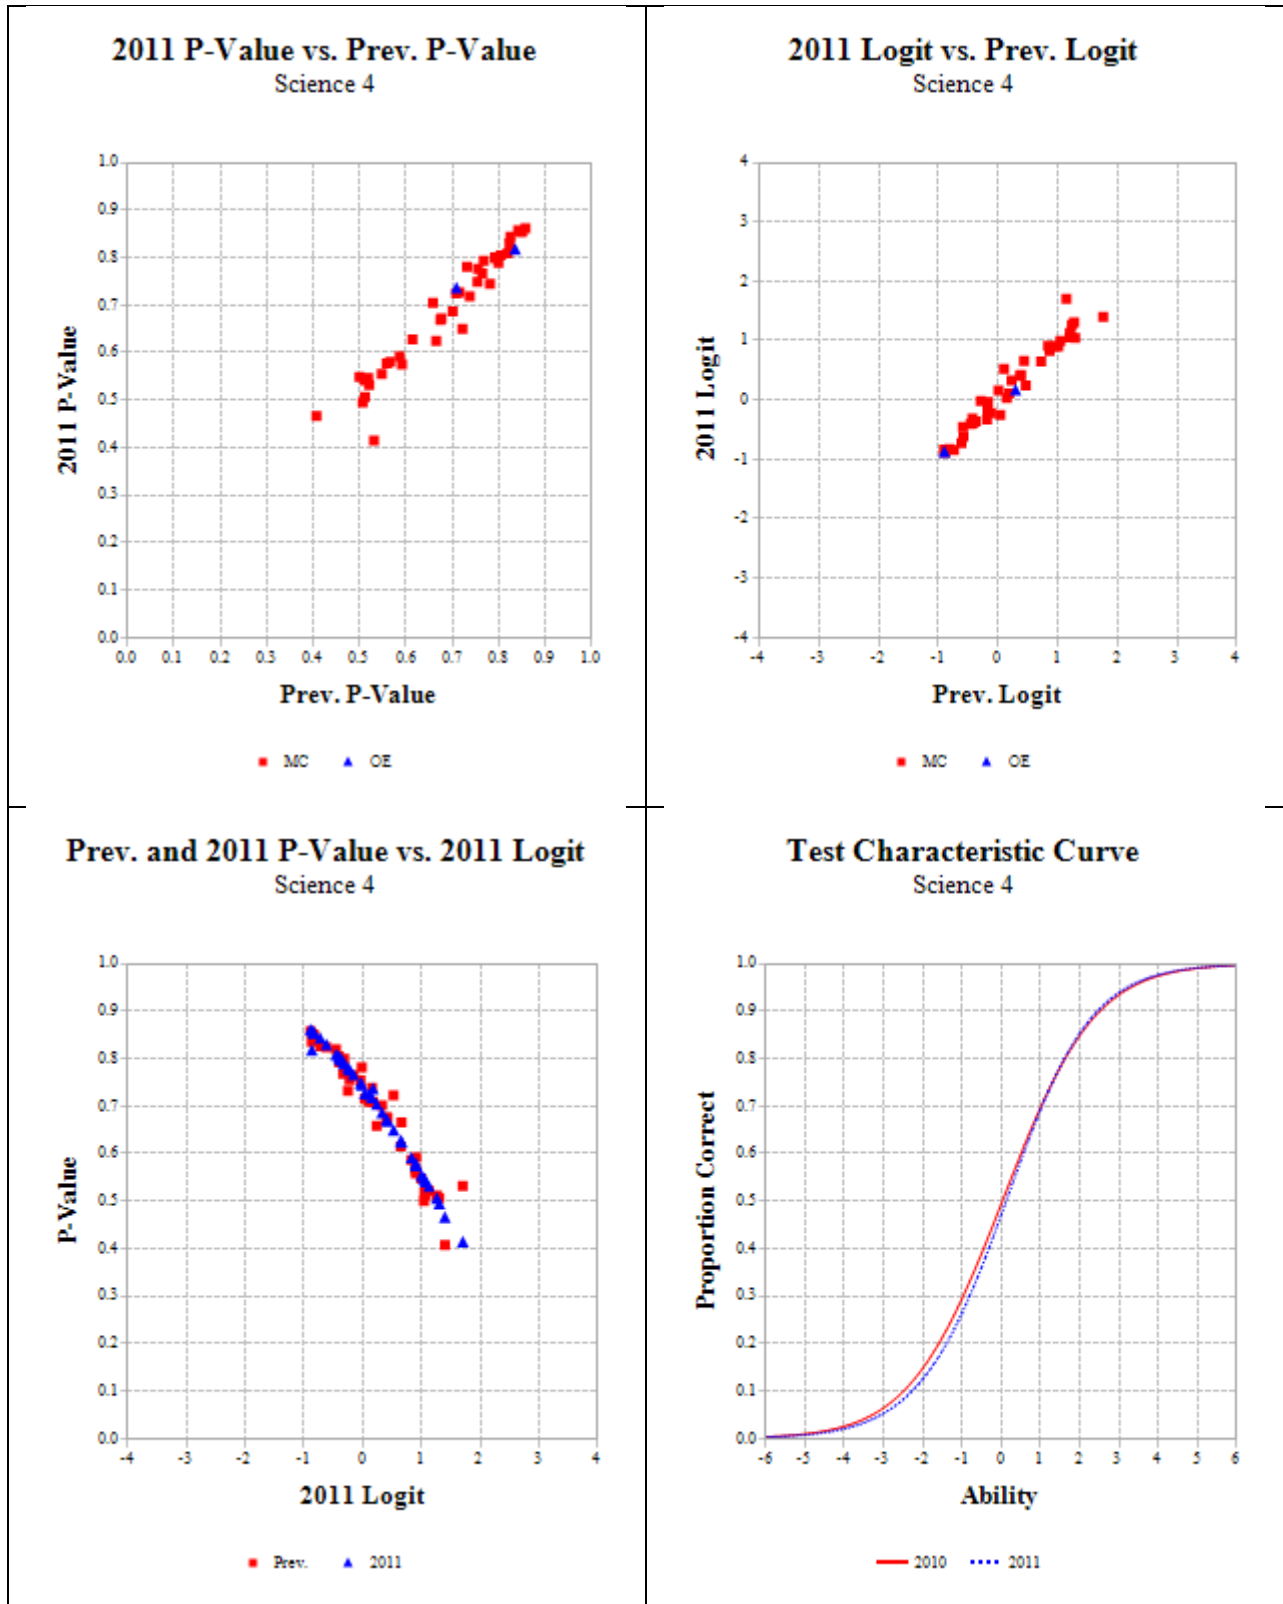 2011 P-Value vs. Prev. P-Value
Science 4
1.0
0.9
0.8
0.7
0.6
0.5
0.4
0.3
0.2
0.1
0.0
2011 P-Value
0.0 0.1 0.2 0.3 0.4 0.5 0.6 0.7 0.8 0.9 1.0
Prev. P-Value
MC OE
2011 Logit vs. Prev. Logit
Science 4
4
3
2
1
0
-1
-2
-3
-4
2011 Logit
-4 -3 -2 -1 0 1 2 3 4
Prev. Logit
MC OE
Prev. and 2011 P-Value vs. 2011 Logit
Science 4
1.0
0.9
0.8
0.7
0.6
0.5
0.4
0.3
0.2
0.1
0.0
P-Value
-4 -3 -2 -1 0 1 2 3 4
2011 Logit
Prev. 2011
Test Characteristic Curve
Science 4
1.0
0.9
0.8
0.7
0.6
0.5
0.4
0.3
0.2
0.1
0.0
Proportion Correct
-6 -5 -4 -3 -2 -1 0 1 2 3 4 5 6
Ability
2010 2011